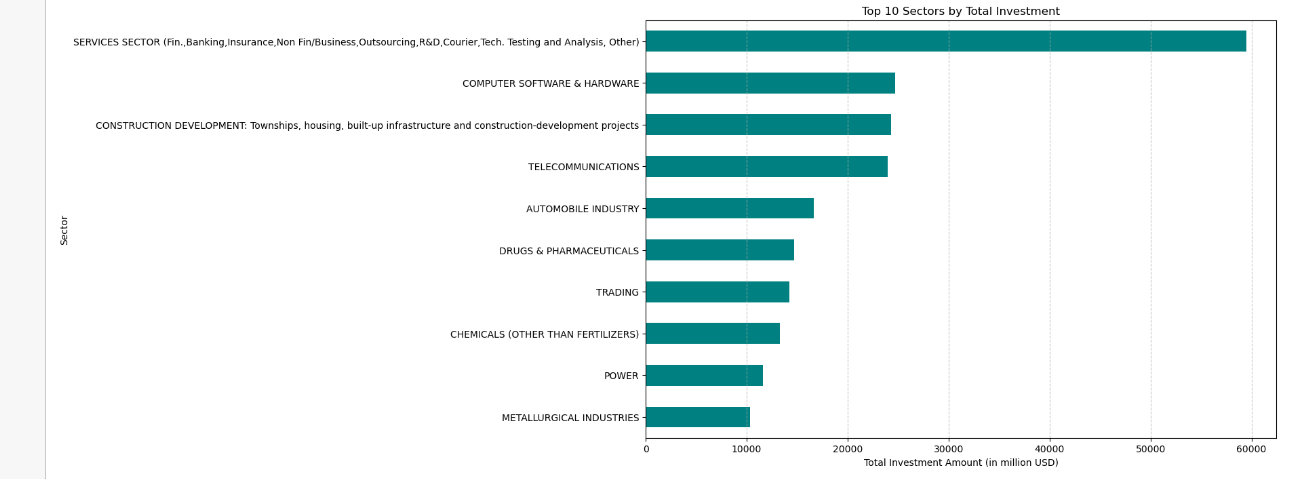 Top 10 Sectors by Total Investment
SERVICES SECTOR (Fin.,Banking,Insurance,Non Fin/Business,Outsourcing,R&D,Courier,Tech. Testing and Analysis, Other)
COMPUTER SOFTWARE & HARDWARE
CONSTRUCTION DEVELOPMENT: Townships, housing, built-up infrastructure and construction-development projects
TELECOMMUNICATIONS
AUTOMOBILE INDUSTRY
Sector
DRUGS & PHARMACEUTICALS
TRADING
CHEMICALS (OTHER THAN FERTILIZERS)
POWER
METALLURGICAL INDUSTRIES
0 10000 20000 30000 40000 50000 60000
Total Investment Amount (in million USD)